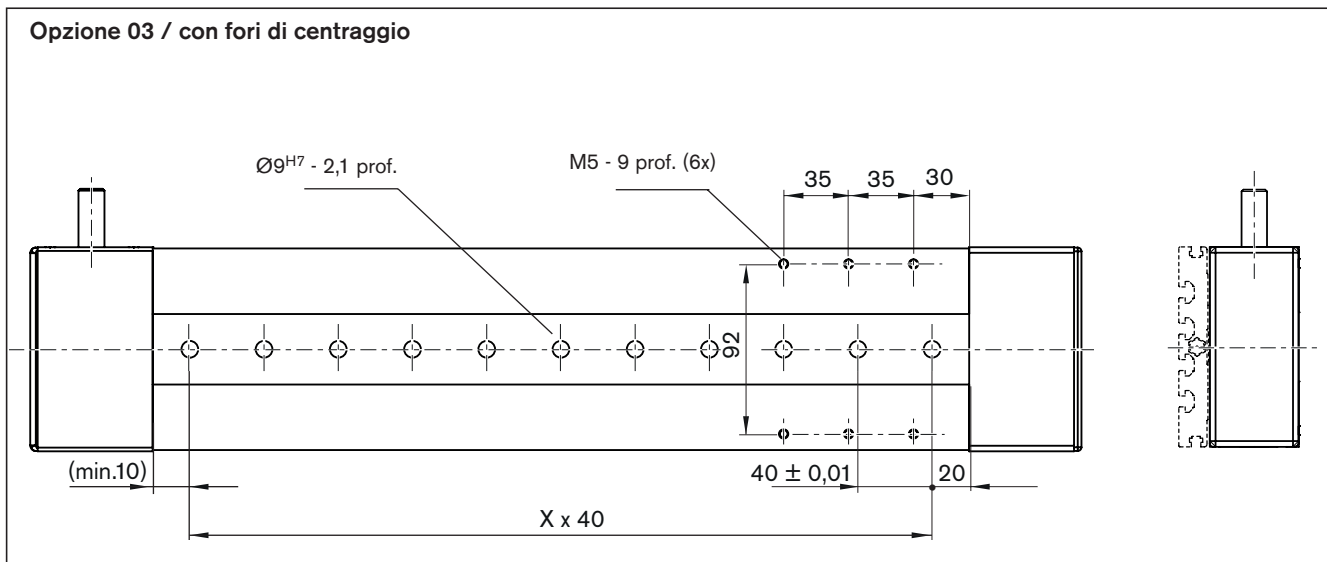 Opzione 03 / con fori di centraggio
Ø9H7 - 2,1 prof.
M5 - 9 prof. (6x)
35
35
30
92
(min.10)
40 ± 0,01
20
X x 40